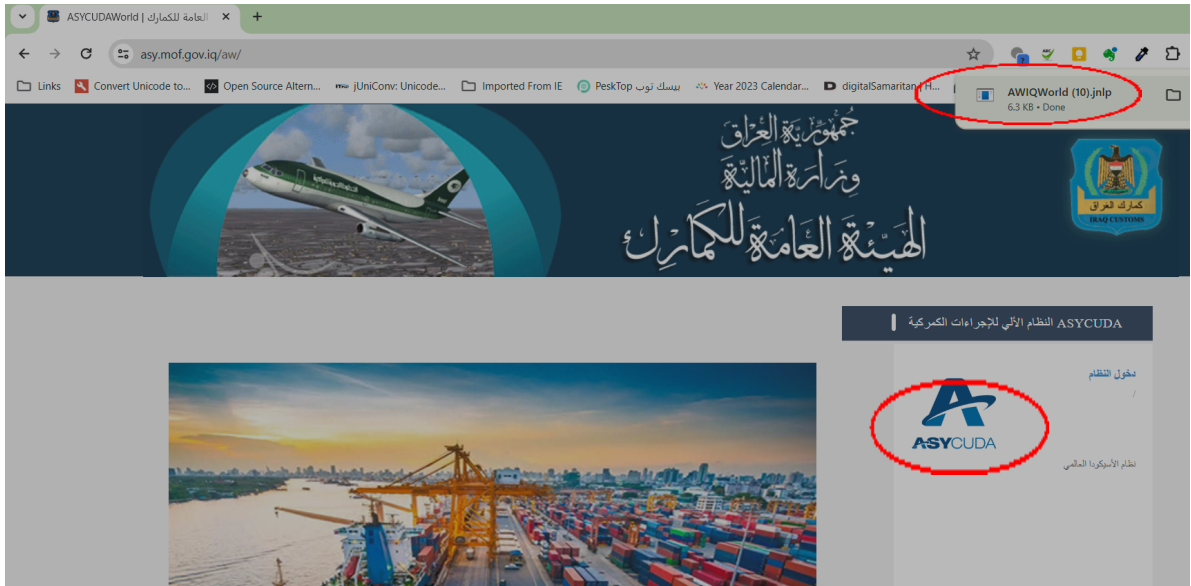 ASYCUDAWorld | العامة للكمارك
asy.mof.gov.iq/aw/
Links
Convert Unicode to...
Open Source Altern...
jUniConv: Unicode...
Imported From IE
PeskTop بيسك توب
Year 2023 Calendar...
digitalSamaritan | H...
AWIQWorld (10).jnlp
6.3 KB • Done
جمهورية العراق
وزارة المالية
الهيئة العامة للكمارك
كمارك العراق
IRAQ CUSTOMS
ASYCUDA النظام الآلي للإجراءات الكمركية
دخول النظام
/
ASYCUDA
نظام الأسيكودا العالمي